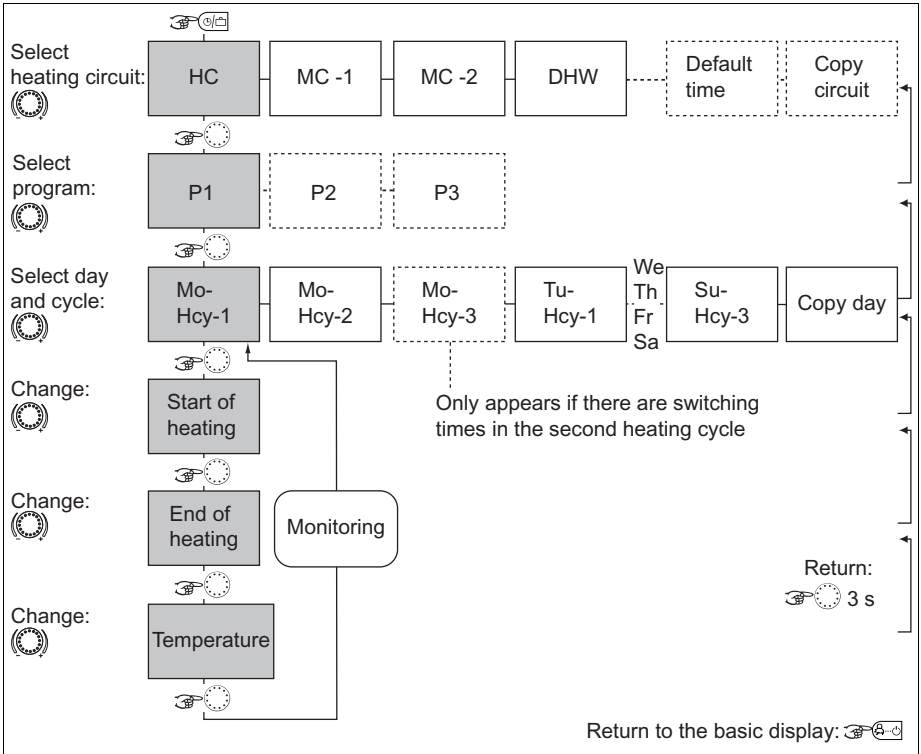 Select
heating circuit:
HC
MC -1
MC -2
DHW
Default
time
Copy
circuit
Select
program:
P1
P2
P3
Select day
and cycle:
Mo-
Hcy-1
Mo-
Hcy-2
Mo-
Hcy-3
Tu-
Hcy-1
We
Th
Fr
Sa
Su-
Hcy-3
Copy day
Change:
Start of
heating
Only appears if there are switching
times in the second heating cycle
Change:
End of
heating
Monitoring
Return:
3 s
Change:
Temperature
Return to the basic display: